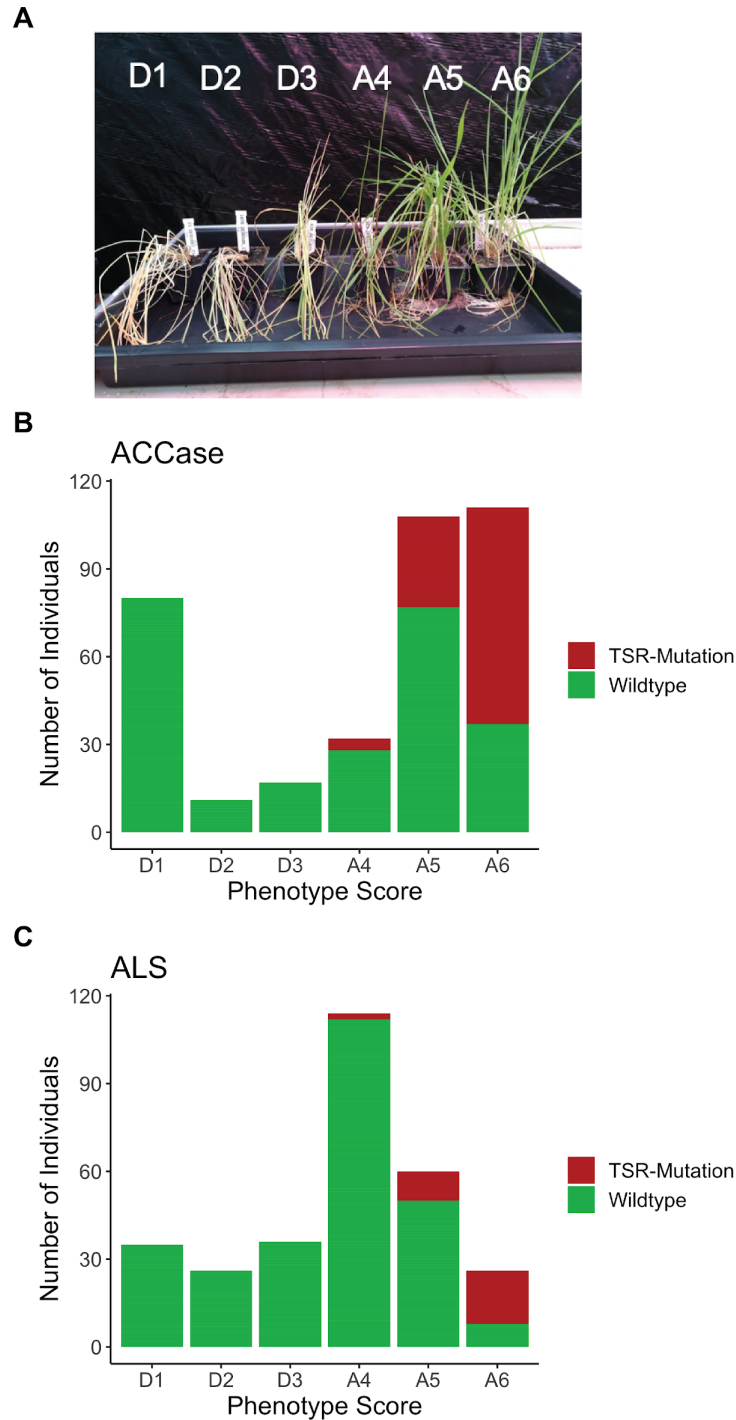 A
D1 D2 D3 A4 A5 A6
B
ACCase
120
90
60
30
0
Number of Individuals
D1 D2 D3 A4 A5 A6
Phenotype Score
TSR-Mutation
Wildtype
C
ALS
120
90
60
30
0
Number of Individuals
D1 D2 D3 A4 A5 A6
Phenotype Score
TSR-Mutation
Wildtype